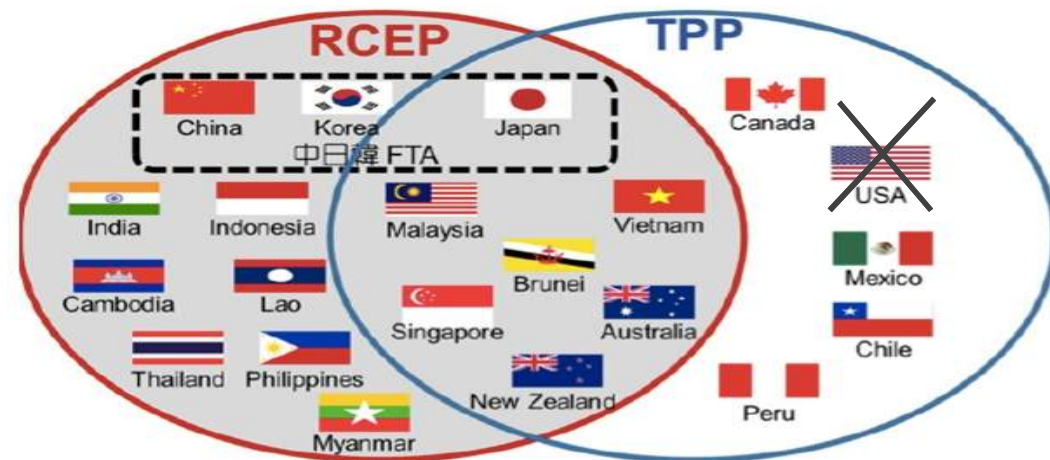 RCEP
TPP
China
Korea
Japan
Canada
中日韓 FTA
USA
India
Indonesia
Malaysia
Vietnam
Brunei
Mexico
Cambodia
Lao
Singapore
Australia
Chile
Thailand
Philippines
New Zealand
Peru
Myanmar